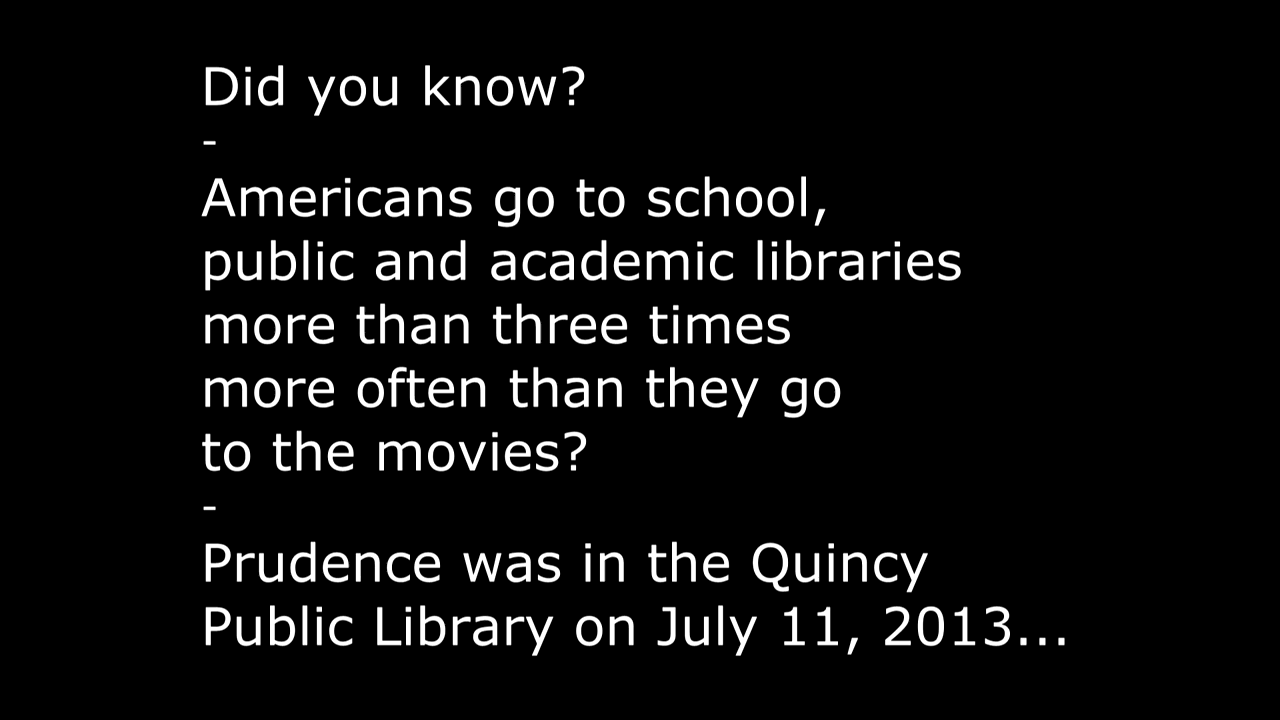 Did you know?
-
Americans go to school,
public and academic libraries
more than three times
more often than they go
to the movies?
-
Prudence was in the Quincy
Public Library on July 11, 2013...